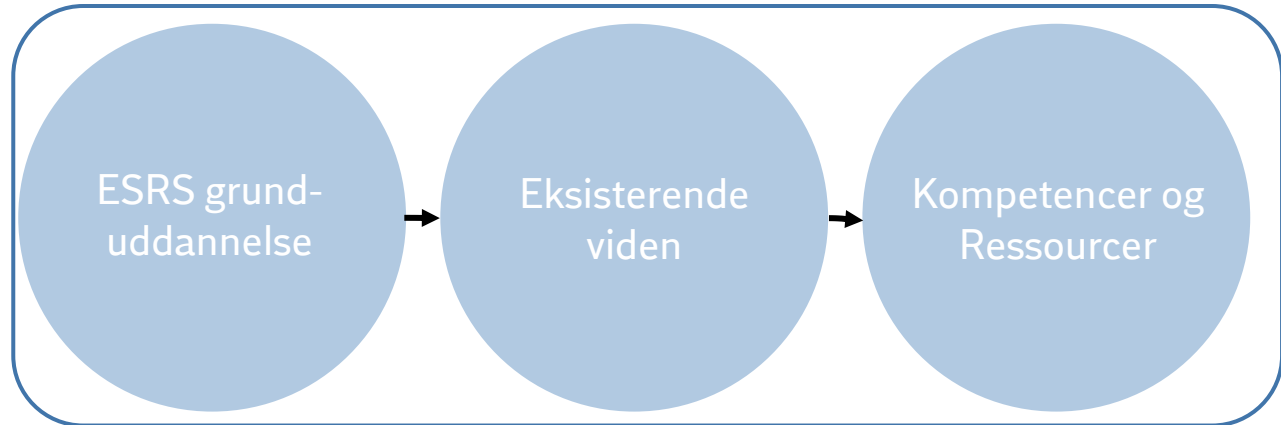 ESRS grund-
uddannelse
Eksisterende
viden
Kompetencer og
Ressourcer